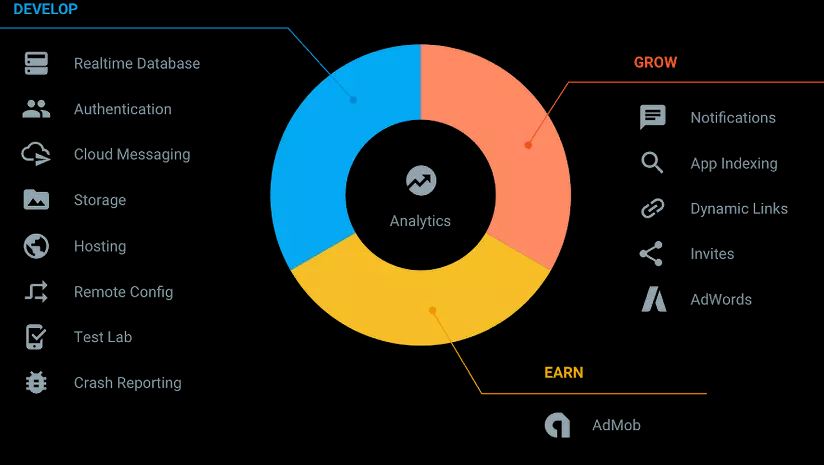 DEVELOP
Realtime Database
Authentication
Cloud Messaging
Storage
Hosting
Remote Config
Test Lab
Crash Reporting
Analytics
GROW
Notifications
App Indexing
Dynamic Links
Invites
AdWords
EARN
AdMob